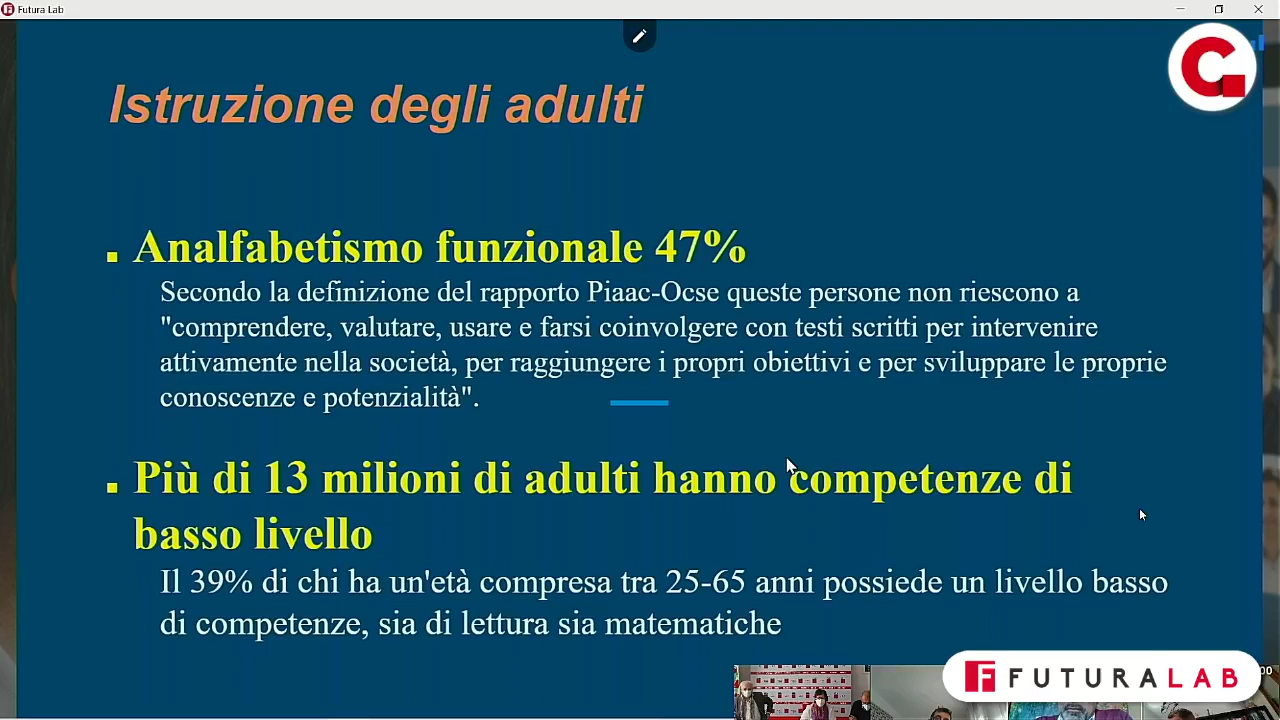 Futura Lab
Istruzione degli adulti
Analfabetismo funzionale 47%
Secondo la definizione del rapporto Piaac-Ocse queste persone non riescono a
"comprendere, valutare, usare e farsi coinvolgere con testi scritti per intervenire
attivamente nella società, per raggiungere i propri obiettivi e per sviluppare le proprie
conoscenze e potenzialità".
Più di 13 milioni di adulti hanno competenze di
basso livello
Il 39% di chi ha un'età compresa tra 25-65 anni possiede un livello basso
di competenze, sia di lettura sia matematiche
FUTURALAB